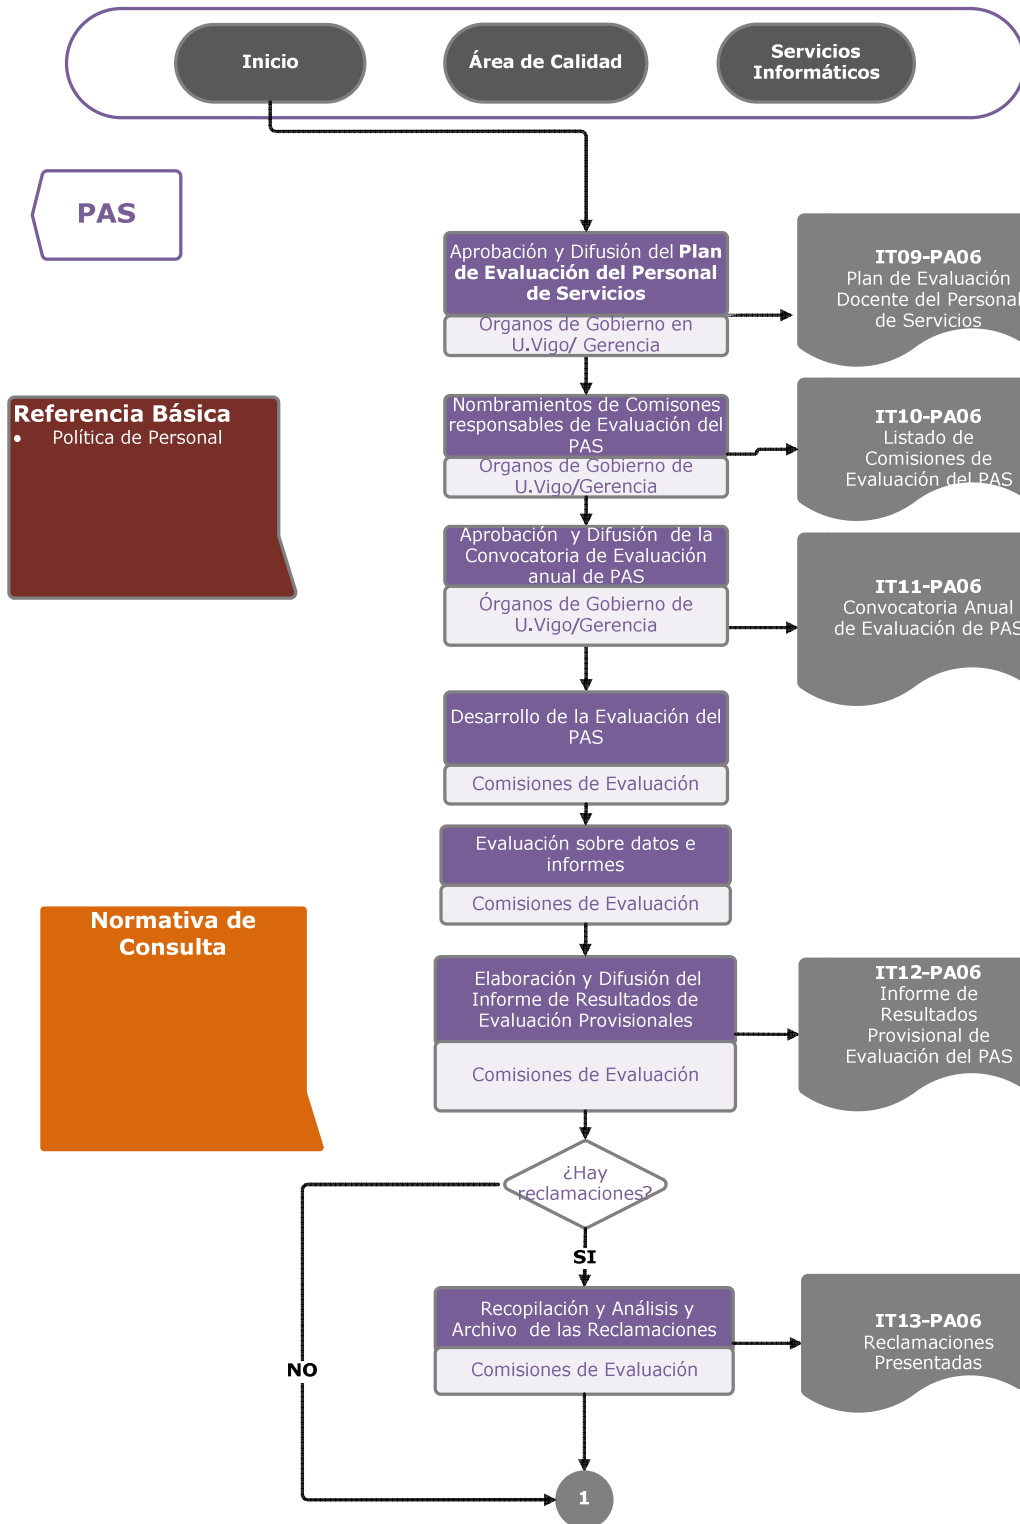 Inicio
Área de Calidad
Servicios
Informáticos
PAS
Aprobación y Difusión del Plan
de Evaluación del Personal
de Servicios
Órganos de Gobierno en
U.Vigo/ Gerencia
IT09-PA06
Plan de Evaluación
Docente del Personal
de Servicios
Referencia Básica
• Política de Personal
Nombramientos de Comisones
responsables de Evaluación del
PAS
Órganos de Gobierno de
U.Vigo/Gerencia
IT10-PA06
Listado de
Comisiones de
Evaluación del PAS
Aprobación y Difusión de la
Convocatoria de Evaluación
anual de PAS
Órganos de Gobierno de
U.Vigo/Gerencia
IT11-PA06
Convocatoria Anual
de Evaluación de PAS
Desarrollo de la Evaluación del
PAS
Comisiones de Evaluación
Evaluación sobre datos e
informes
Comisiones de Evaluación
Normativa de
Consulta
Elaboración y Difusión del
Informe de Resultados de
Evaluación Provisionales
Comisiones de Evaluación
IT12-PA06
Informe de
Resultados
Provisional de
Evaluación del PAS
¿Hay
reclamaciones?
SI
Recopilación y Análisis y
Archivo de las Reclamaciones
Comisiones de Evaluación
IT13-PA06
Reclamaciones
Presentadas
NO
1